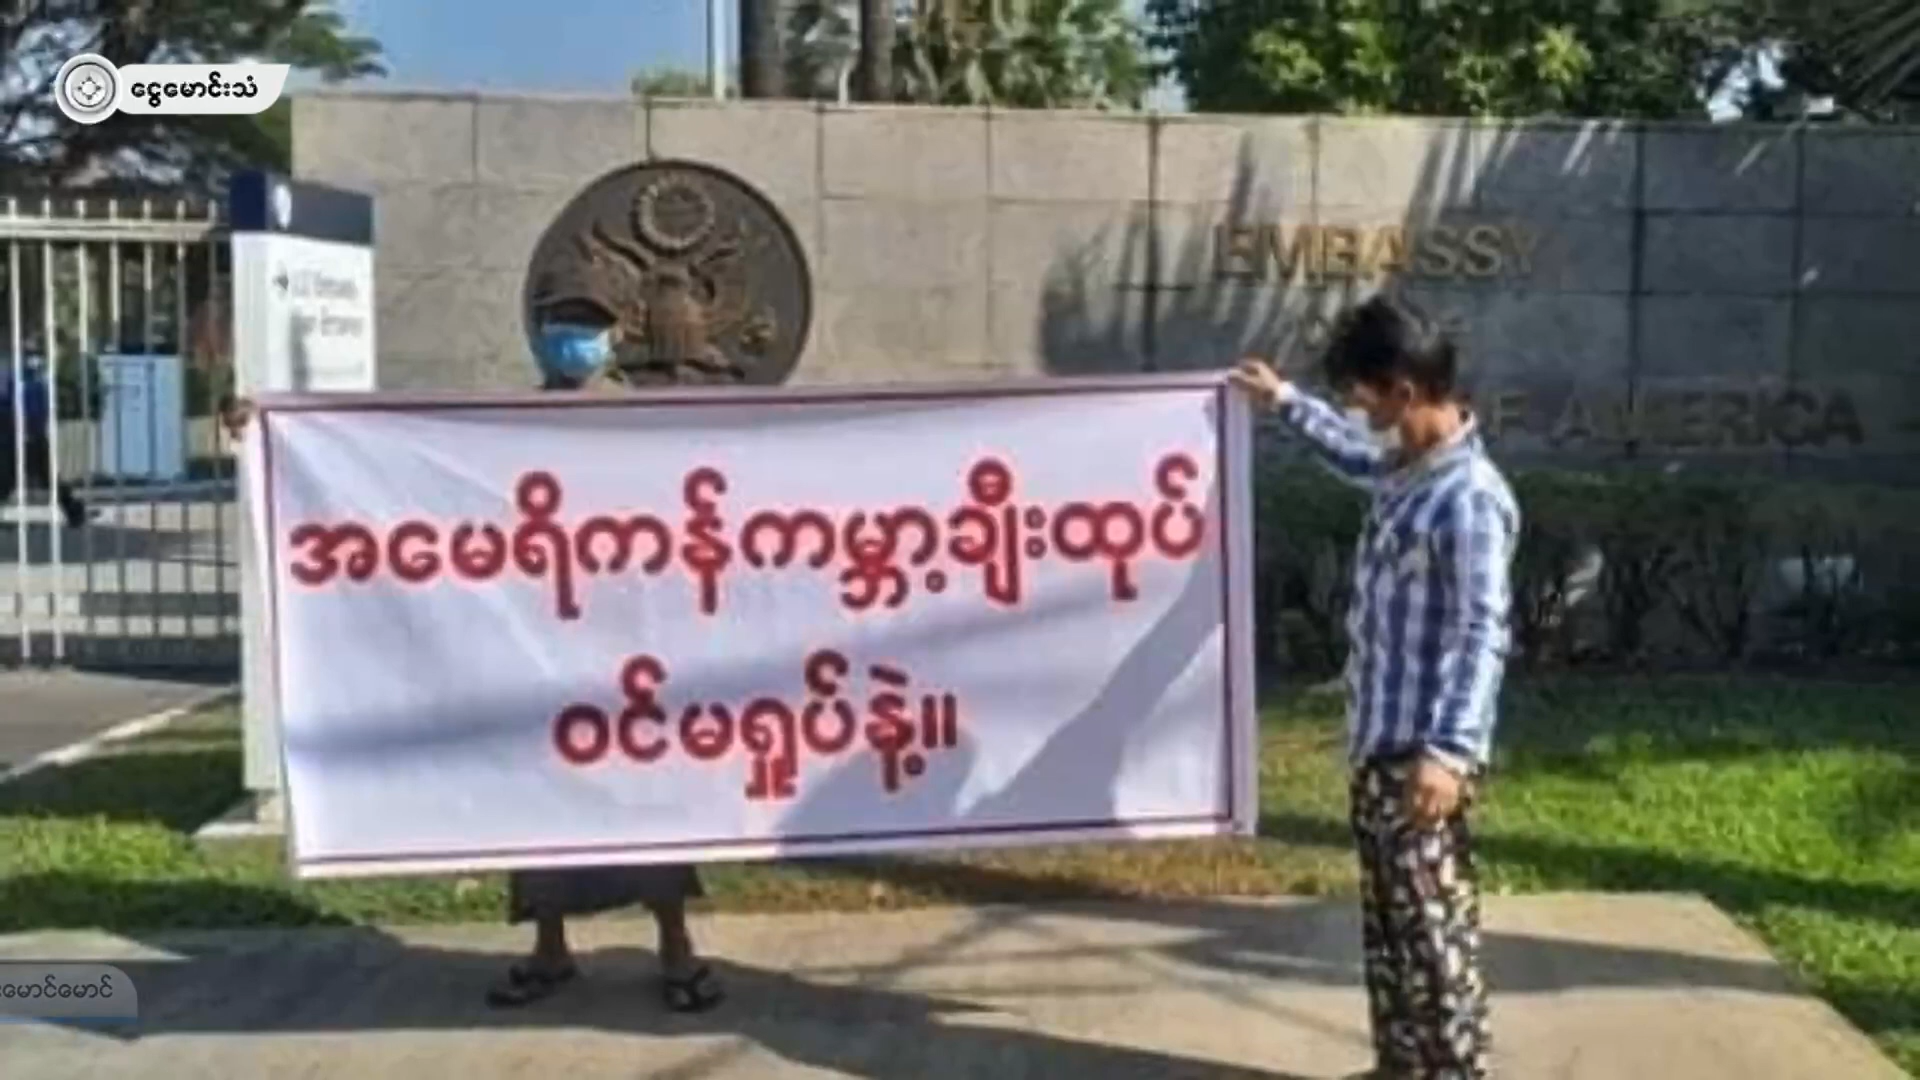 ငွေမောင်းသံ
EMBASSY
OF AMERICA
အမေရိကန်ကမ္ဘာ့ချီးထုပ်
ဝင်မရှုပ်နဲ့။
မောင်မောင်